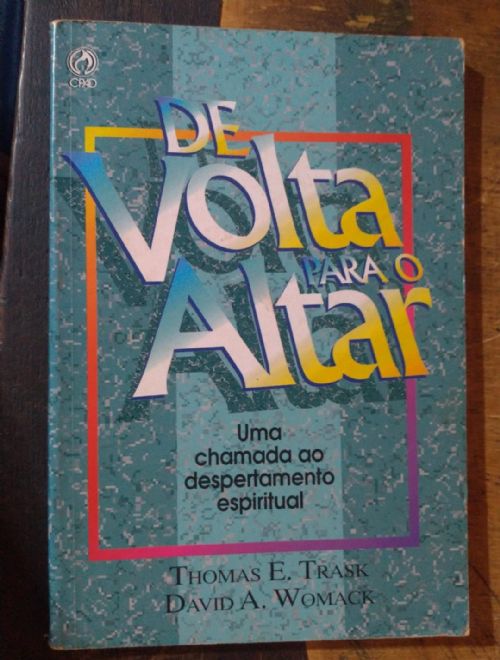 CPAD
DE
Volta
PARA O
Altar
Uma
chamada ao
despertamento
espiritual
THOMAS E. TRASK
DAVID A. WOMACK